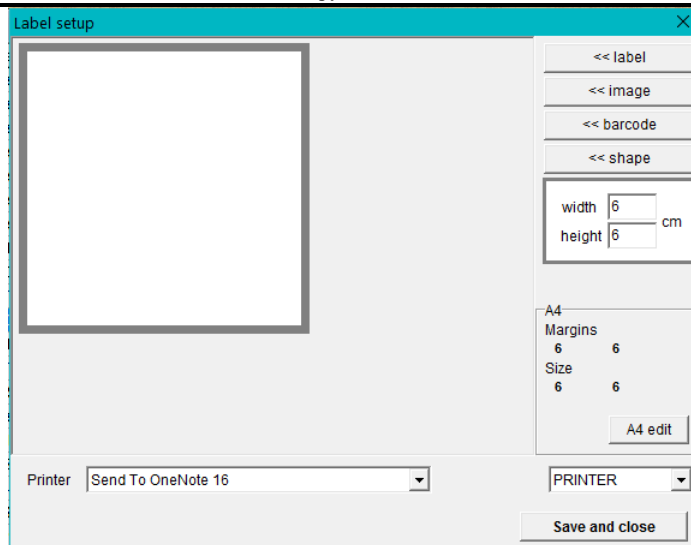 Label setup
<< label
<< image
<< barcode
<< shape
width 6
cm
height 6
A4
Margins
6 6
Size
6 6
A4 edit
Printer Send To OneNote 16
PRINTER
Save and close